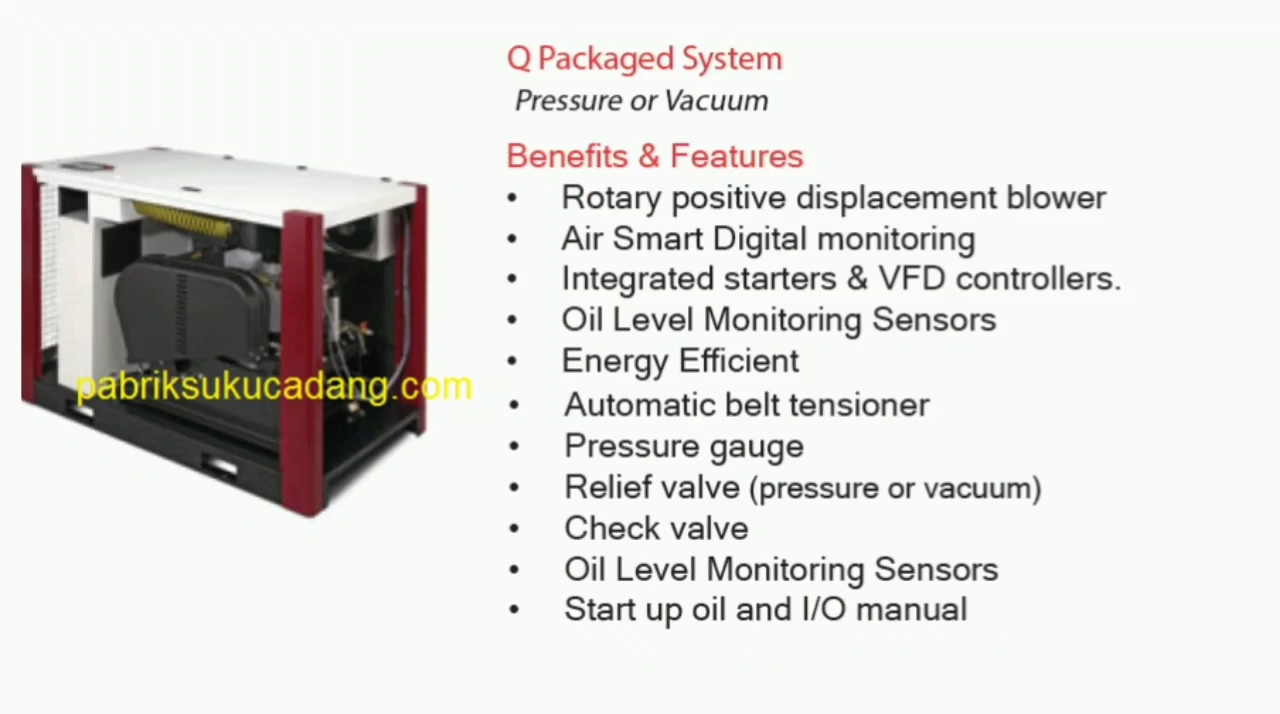 Q Packaged System
Pressure or Vacuum
Benefits & Features
• Rotary positive displacement blower
• Air Smart Digital monitoring
• Integrated starters & VFD controllers.
• Oil Level Monitoring Sensors
• Energy Efficient
• Automatic belt tensioner
• Pressure gauge
• Relief valve (pressure or vacuum)
• Check valve
• Oil Level Monitoring Sensors
• Start up oil and I/O manual
pabriksukucadang.com